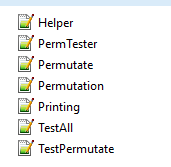 Helper
PermTester
Permutate
Permutation
Printing
TestAll
TestPermutate